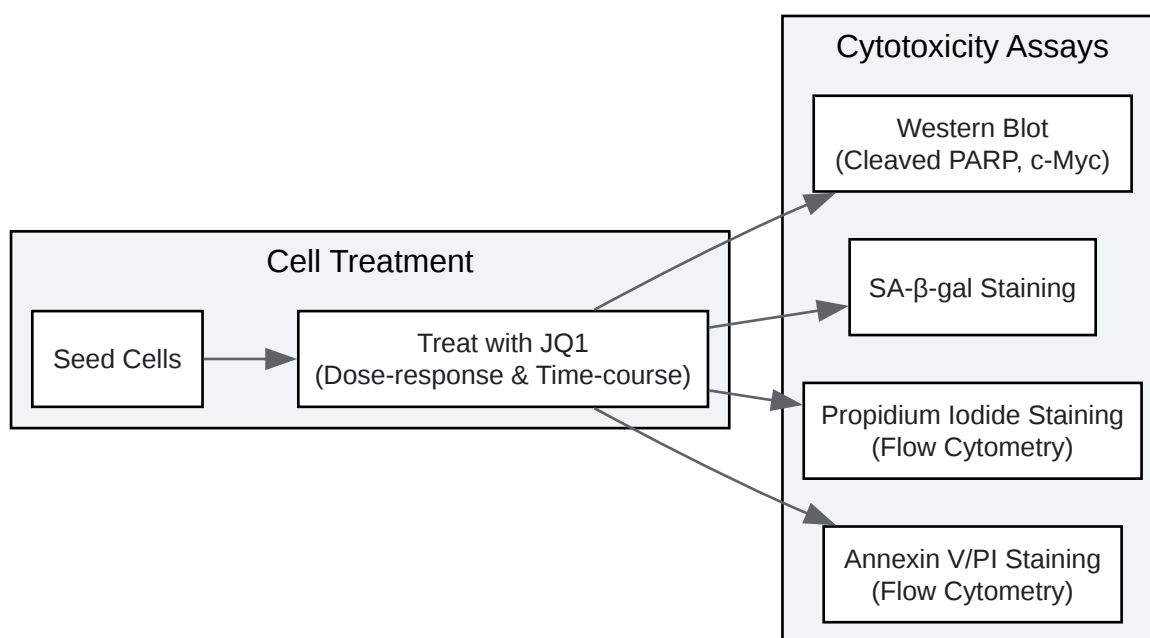 Cell Treatment
Seed Cells
Treat with JQ1
(Dose-response & Time-course)
Cytotoxicity Assays
Western Blot
(Cleaved PARP, c-Myc)
SA-β-gal Staining
Propidium Iodide Staining
(Flow Cytometry)
Annexin V/PI Staining
(Flow Cytometry)